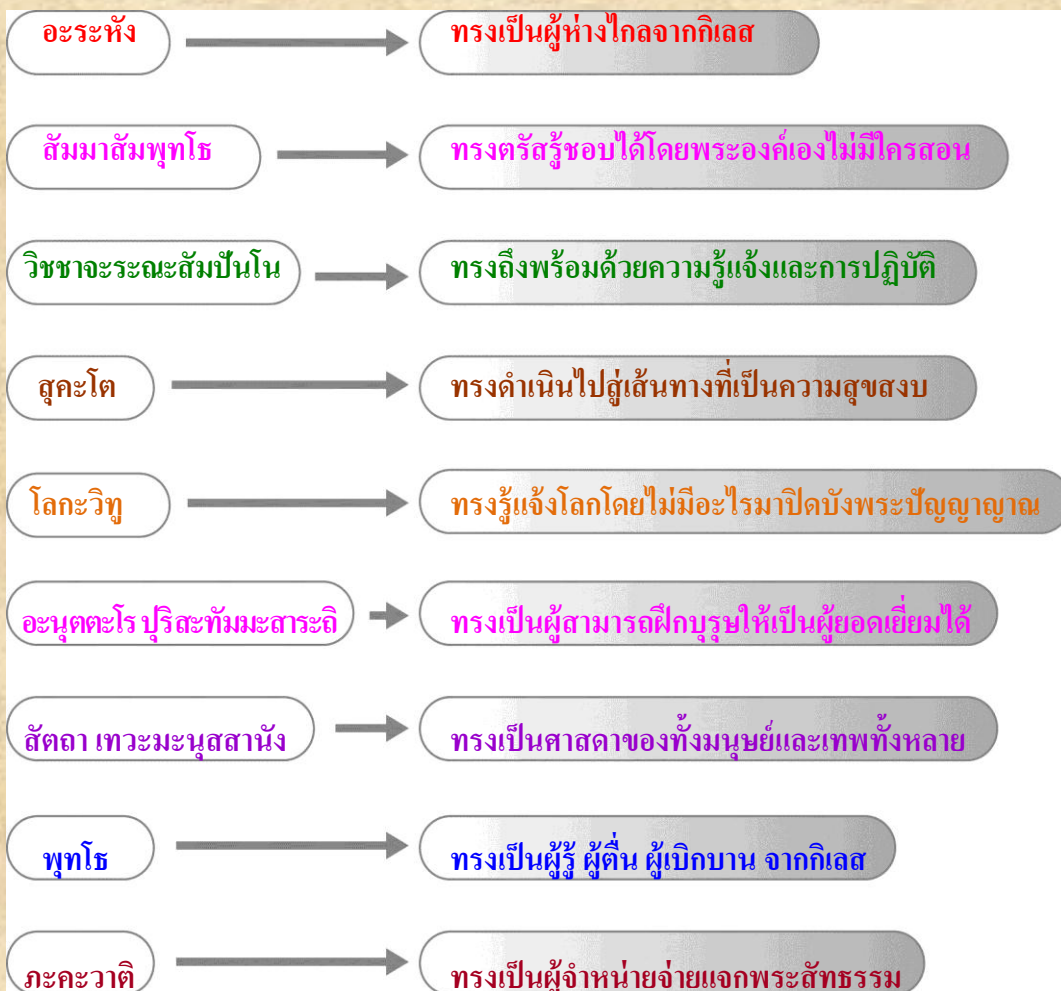 อะระหัง
ทรงเป็นผู้ห่างไกลจากกิเลส
สัมมาสัมพุทโธ
ทรงตรัสรู้ชอบได้โดยพระองค์เองไม่มีใครสอน
วิชชาจะระณะสัมปันโน
ทรงถึงพร้อมด้วยความรู้แจ้งและการปฏิบัติ
สุคะโต
ทรงดำเนินไปสู่เส้นทางที่เป็นความสุขสงบ
โลกะวิทู
ทรงรู้แจ้งโลกโดยไม่มีอะไรมาปิดบังพระปัญญาญาณ
อะนุตตะโร ปุริสะทัมมะสาระถิ
ทรงเป็นผู้สามารถฝึกบุรุษให้เป็นผู้ยอดเยี่ยมได้
สัตถา เทวะมะนุสสานัง
ทรงเป็นศาสดาของทั้งมนุษย์และเทพทั้งหลาย
พุทโธ
ทรงเป็นผู้รู้ ผู้ตื่น ผู้เบิกบาน จากกิเลส
ภะคะวาติ
ทรงเป็นผู้จำหน่ายจ่ายแจกพระสัทธรรม